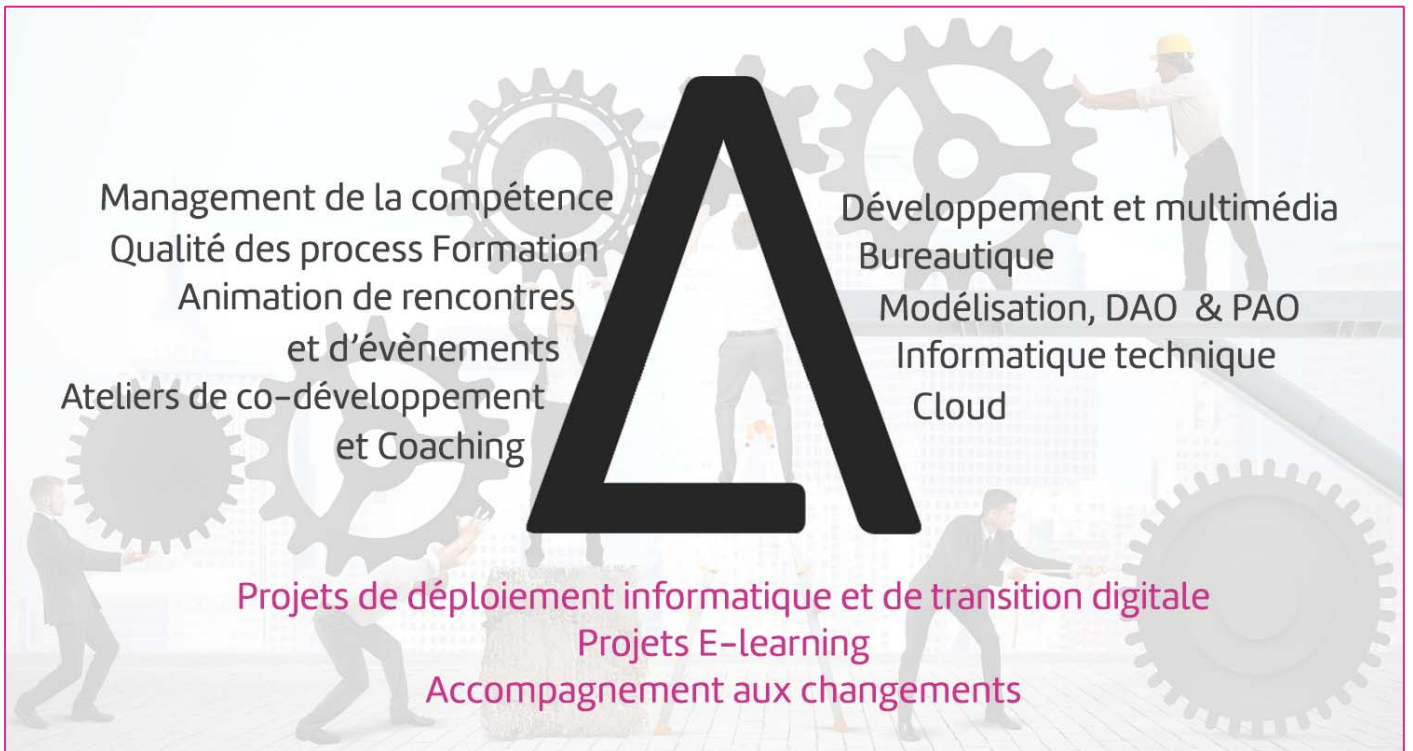 Management de la compétence
Qualité des process Formation
Animation de rencontres
et d'évènements
Ateliers de co-développement
et Coaching
Développement et multimédia
Bureautique
Modélisation, DAO & PAO
Informatique technique
Cloud
Projets de déploiement informatique et de transition digitale
Projets E-learning
Accompagnement aux changements